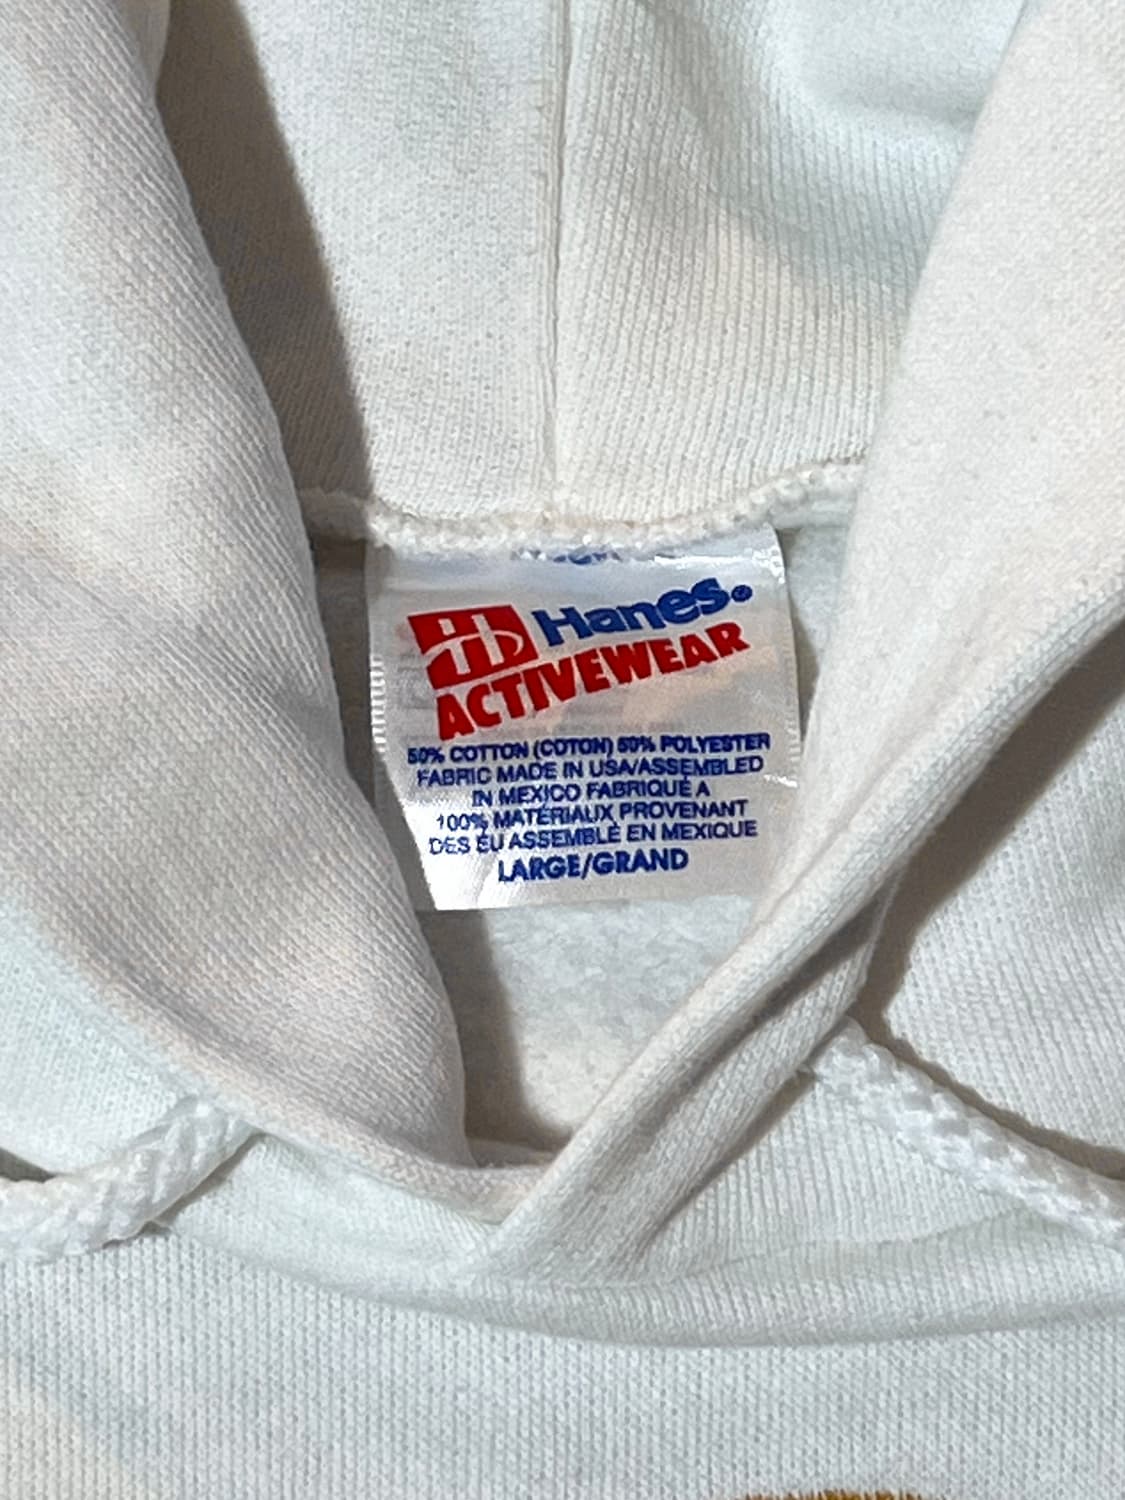 Hanes®
ACTIVEWEAR
50% COTTON (COTON) 50% POLYESTER
FABRIC MADE IN USA/ASSEMBLED
IN MEXICO FABRIQUÉ A
100% MATÉRIAUX PROVENANT
DES ÉU ASSEMBLÉ EN MEXIQUE
LARGE/GRAND